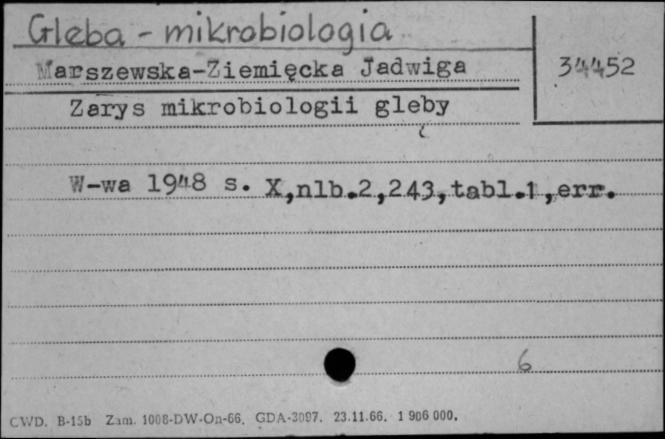 Gleba - mikrobiologia
Marszewska-Ziemięcka Jadwiga
34452
Zarys mikrobiologii gleby
W-wa 1948 s. X,nlb.2,243,tabl.1,err.
6
CWD. B-15b Zam. 1008-DW-On-66. GDA-3097. 23.11.66. 1 906 000.